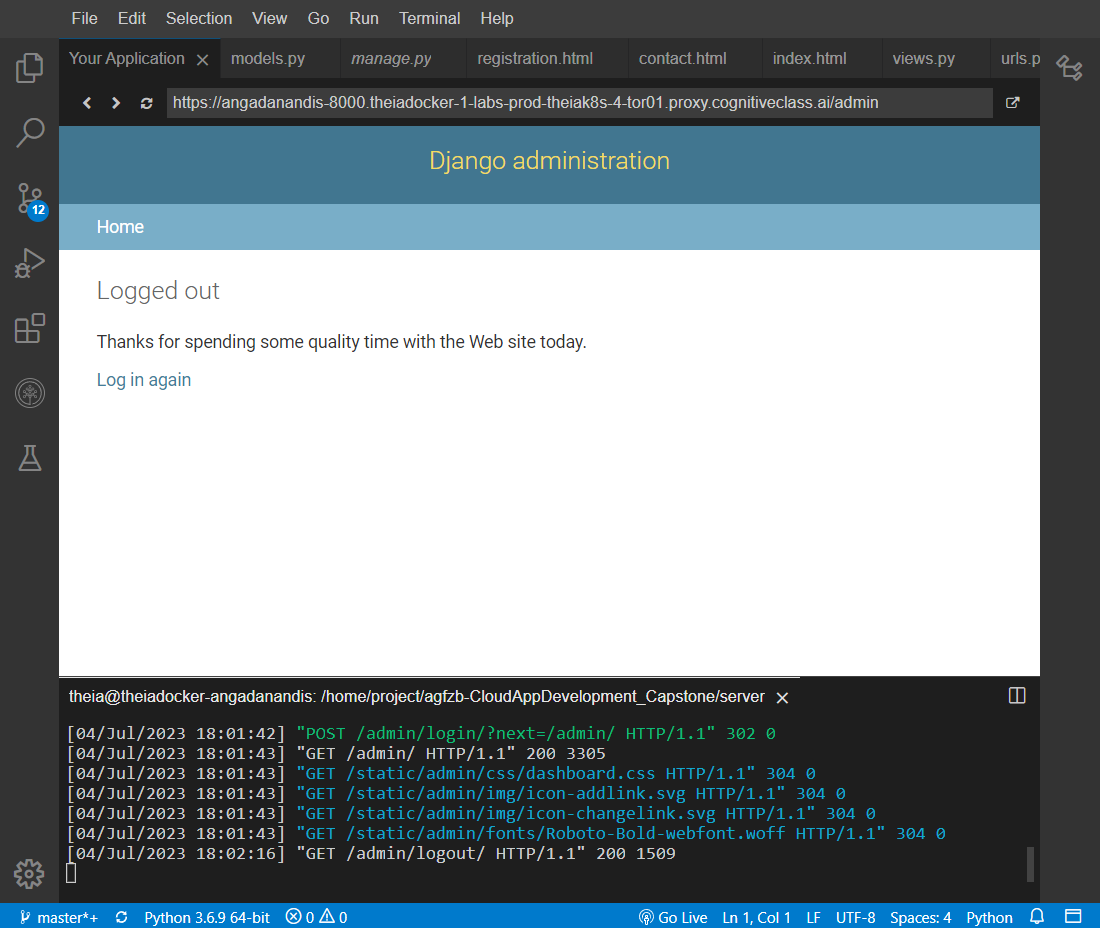 File Edit Selection View Go Run Terminal Help
Your Application models.py manage.py registration.html contact.html index.html views.py urls.p
https://angadanandis-8000.theiadocker-1-labs-prod-theiak8s-4-tor01.proxy.cognitiveclass.ai/admin
Django administration
12
Home
Logged out
Thanks for spending some quality time with the Web site today.
Log in again
theia@theiadocker-angadanandis: /home/project/agfzb-CloudAppDevelopment_Capstone/server
[04/Jul/2023 18:01:42] "POST /admin/login/?next=/admin/ HTTP/1.1" 302 0
[04/Jul/2023 18:01:43] "GET /admin/ HTTP/1.1" 200 3305
[04/Jul/2023 18:01:43] "GET /static/admin/css/dashboard.css HTTP/1.1" 304 0
[04/Jul/2023 18:01:43] "GET /static/admin/img/icon-addlink.svg HTTP/1.1" 304 0
[04/Jul/2023 18:01:43] "GET /static/admin/img/icon-changelink.svg HTTP/1.1" 304 0
[04/Jul/2023 18:01:43] "GET /static/admin/fonts/Roboto-Bold-webfont.woff HTTP/1.1" 304 0
[04/Jul/2023 18:02:16] "GET /admin/logout/ HTTP/1.1" 200 1509
master*+ Python 3.6.9 64-bit 0 0 Go Live Ln 1, Col 1 LF UTF-8 Spaces: 4 Python